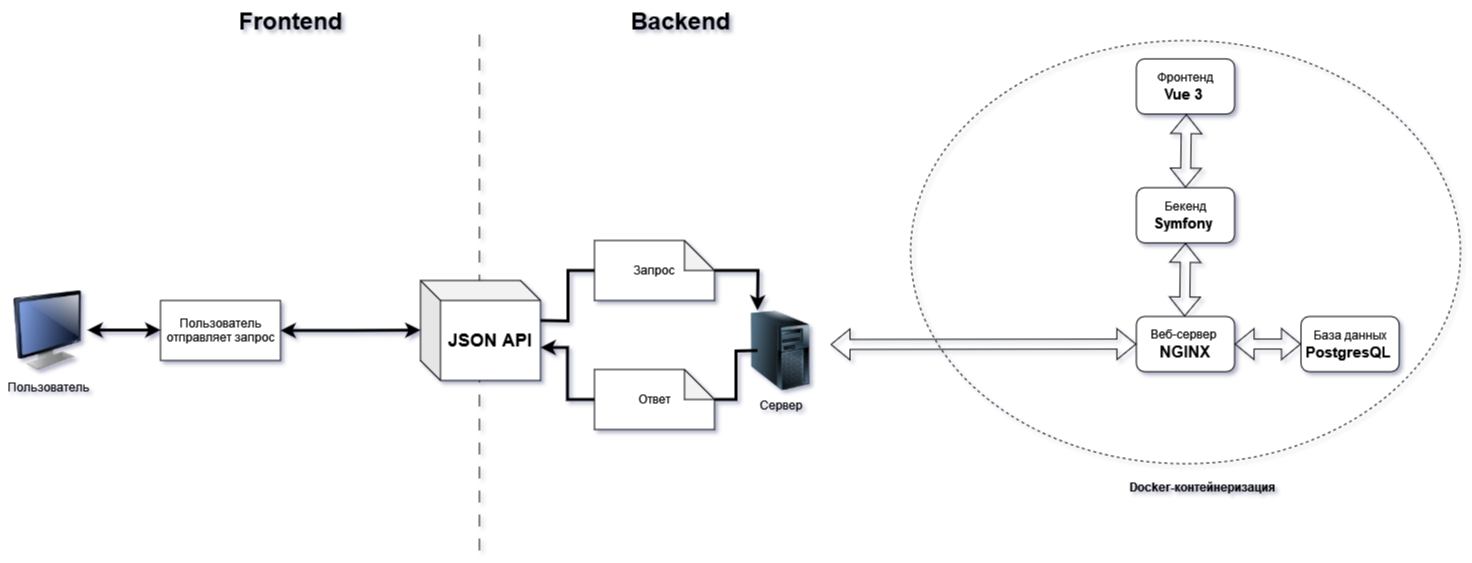 Frontend
Backend
Фронтенд
Vue 3
Бекенд
Symfony
Запрос
Пользователь
отправляет запрос
JSON API
Веб-сервер
NGINX
База данных
PostgresQL
Пользователь
Ответ
Сервер
Docker-контейнеризация